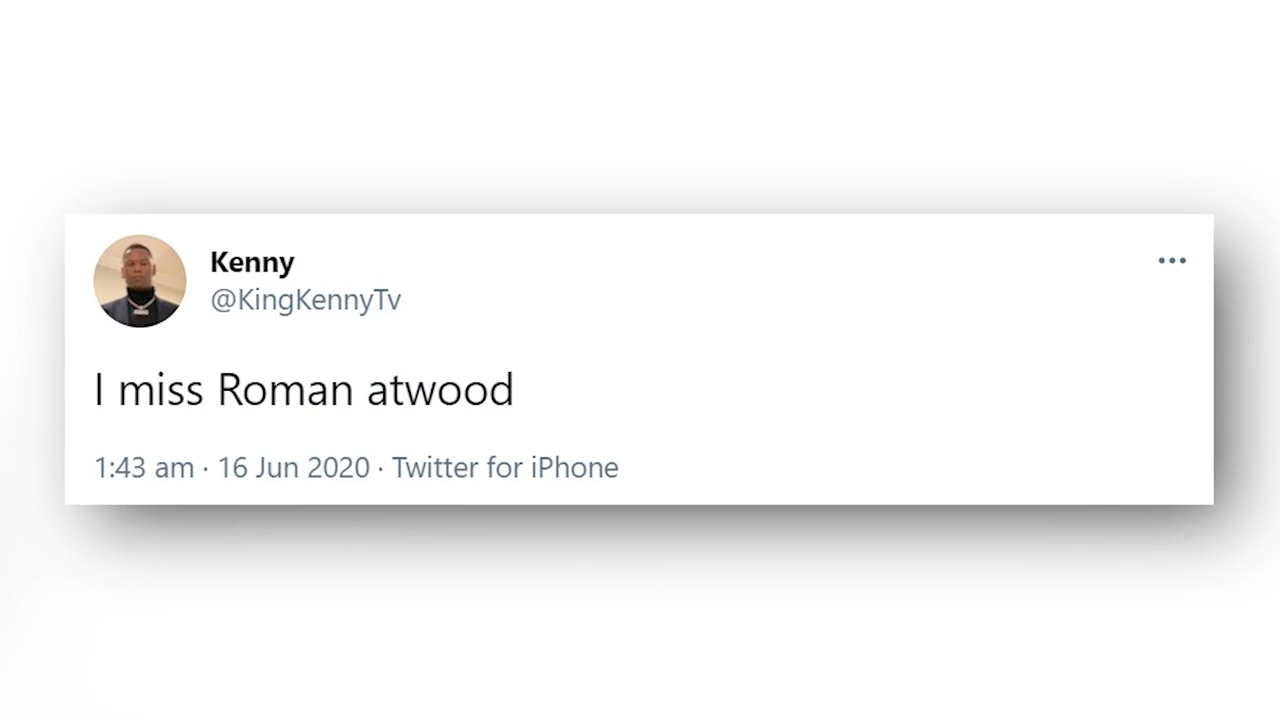 Kenny
@KingKennyTv
I miss Roman atwood
1:43 am · 16 Jun 2020 · Twitter for iPhone